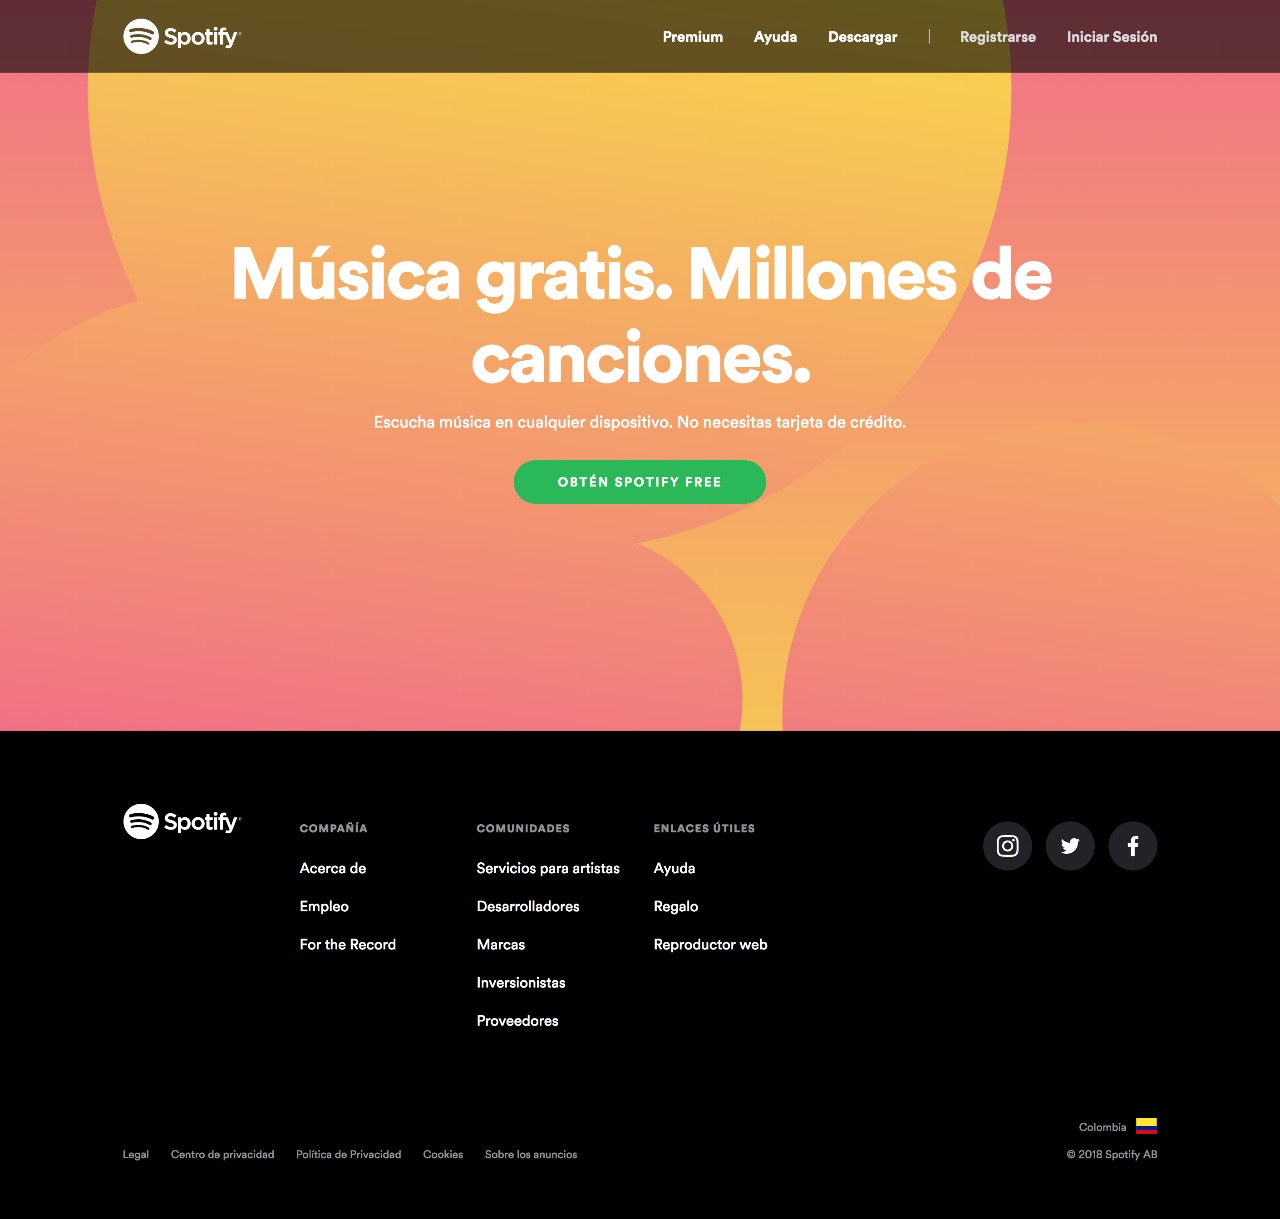 Spotify
Premium Ayuda Descargar | Registrarse Iniciar Sesión
Música gratis. Millones de
canciones.
Escucha música en cualquier dispositivo. No necesitas tarjeta de crédito.
OBTÉN SPOTIFY FREE
Spotify
COMPAÑÍA
Acerca de
Empleo
For the Record
COMUNIDADES
Servicios para artistas
Desarrolladores
Marcas
Inversionistas
Proveedores
ENLACES ÚTILES
Ayuda
Regalo
Reproductor web
Colombia
Legal Centro de privacidad Política de Privacidad Cookies Sobre los anuncios
© 2018 Spotify AB